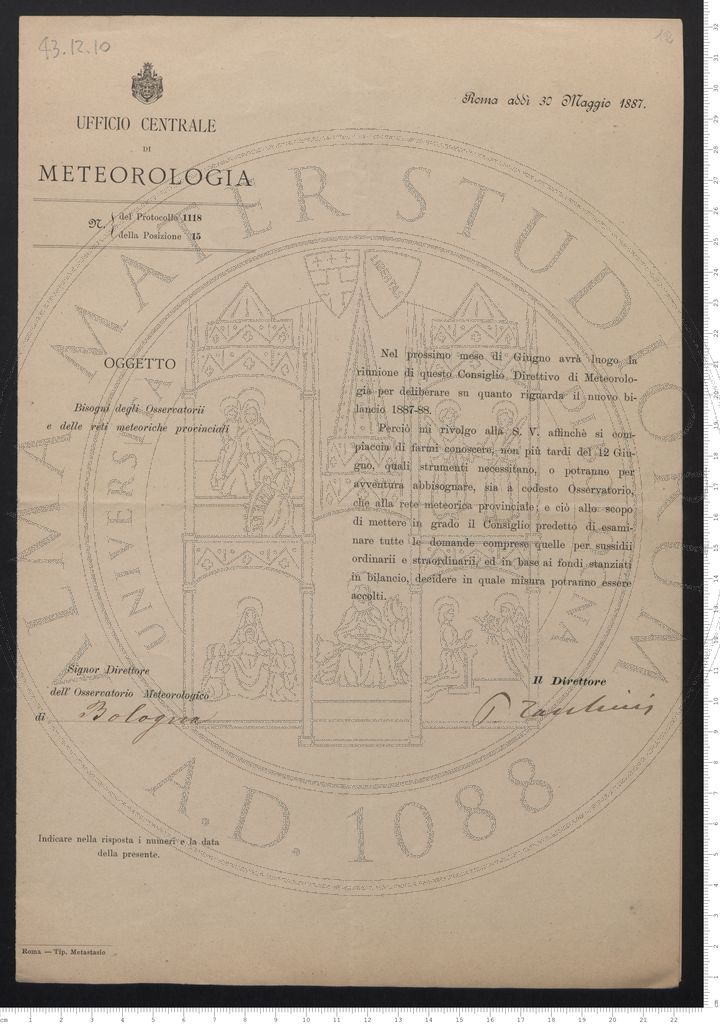 43.12.10
UFFICIO CENTRALE
DI
METEOROLOGIA
N. del Protocollo 1118
della Posizione 15
Roma addì 30 Maggio 1887.
OGGETTO
Bisogni degli Osservatorii
e delle reti meteoriche provinciali
Nel prossimo mese di Giugno avrà luogo la
riunione di questo Consiglio Direttivo di Meteorolo-
gia per deliberare su quanto riguarda il nuovo bi-
lancio 1887-88.
Perciò mi rivolgo alla S. V. affinchè si com-
piaccia di farmi conoscere, non più tardi del 12 Giu-
gno, quali strumenti necessitano, o potranno per
avventura abbisognare, sia a codesto Osservatorio,
che alla rete meteorica provinciale; e ciò allo scopo
di mettere in grado il Consiglio predetto di esami-
nare tutte le domande comprese quelle per sussidii
ordinarii e straordinarii, ed in base ai fondi stanziati
in bilancio, decidere in quale misura potranno essere
accolti.
Signor Direttore
dell' Osservatorio Meteorologico
di Bologna
Il Direttore
Indicare nella risposta i numeri e la data
della presente.
Roma — Tip. Metastasio
ALMA MATER STUDIORUM
A.D. 1088
LIBERTAS